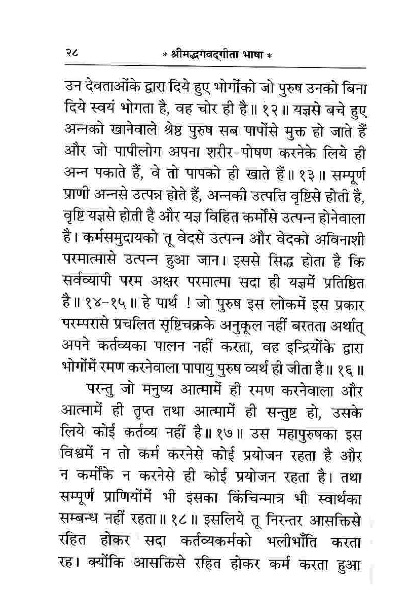 २८ * श्रीमद्भगवद्गीता भाषा *
उन देवताओंके द्वारा दिये हुए भोगोंको जो पुरुष उनको बिना
दिये स्वयं भोगता है, वह चोर ही है॥ १२॥ यज्ञसे बचे हुए
अन्नको खानेवाले श्रेष्ठ पुरुष सब पापोंसे मुक्त हो जाते हैं
और जो पापीलोग अपना शरीर-पोषण करनेके लिये ही
अन्न पकाते हैं, वे तो पापको ही खाते हैं॥ १३॥ सम्पूर्ण
प्राणी अन्नसे उत्पन्न होते हैं, अन्नकी उत्पत्ति वृष्टिसे होती है,
वृष्टि यज्ञसे होती है और यज्ञ विहित कर्मोंसे उत्पन्न होनेवाला
है। कर्मसमुदायको तू वेदसे उत्पन्न और वेदको अविनाशी
परमात्मासे उत्पन्न हुआ जान। इससे सिद्ध होता है कि
सर्वव्यापी परम अक्षर परमात्मा सदा ही यज्ञमें प्रतिष्ठित
है॥ १४-१५॥ हे पार्थ ! जो पुरुष इस लोकमें इस प्रकार
परम्परासे प्रचलित सृष्टिचक्रके अनुकूल नहीं बरतता अर्थात्
अपने कर्तव्यका पालन नहीं करता, वह इन्द्रियोंके द्वारा
भोगोंमें रमण करनेवाला पापायु पुरुष व्यर्थ ही जीता है॥ १६॥
परन्तु जो मनुष्य आत्मामें ही रमण करनेवाला और
आत्मामें ही तृप्त तथा आत्मामें ही सन्तुष्ट हो, उसके
लिये कोई कर्तव्य नहीं है॥ १७॥ उस महापुरुषका इस
विश्वमें न तो कर्म करनेसे कोई प्रयोजन रहता है और
न कर्मोंके न करनेसे ही कोई प्रयोजन रहता है। तथा
सम्पूर्ण प्राणियोंमें भी इसका किंचिन्मात्र भी स्वार्थका
सम्बन्ध नहीं रहता॥ १८॥ इसलिये तू निरन्तर आसक्तिसे
रहित होकर सदा कर्तव्यकर्मको भलीभाँति करता
रह। क्योंकि आसक्तिसे रहित होकर कर्म करता हुआ